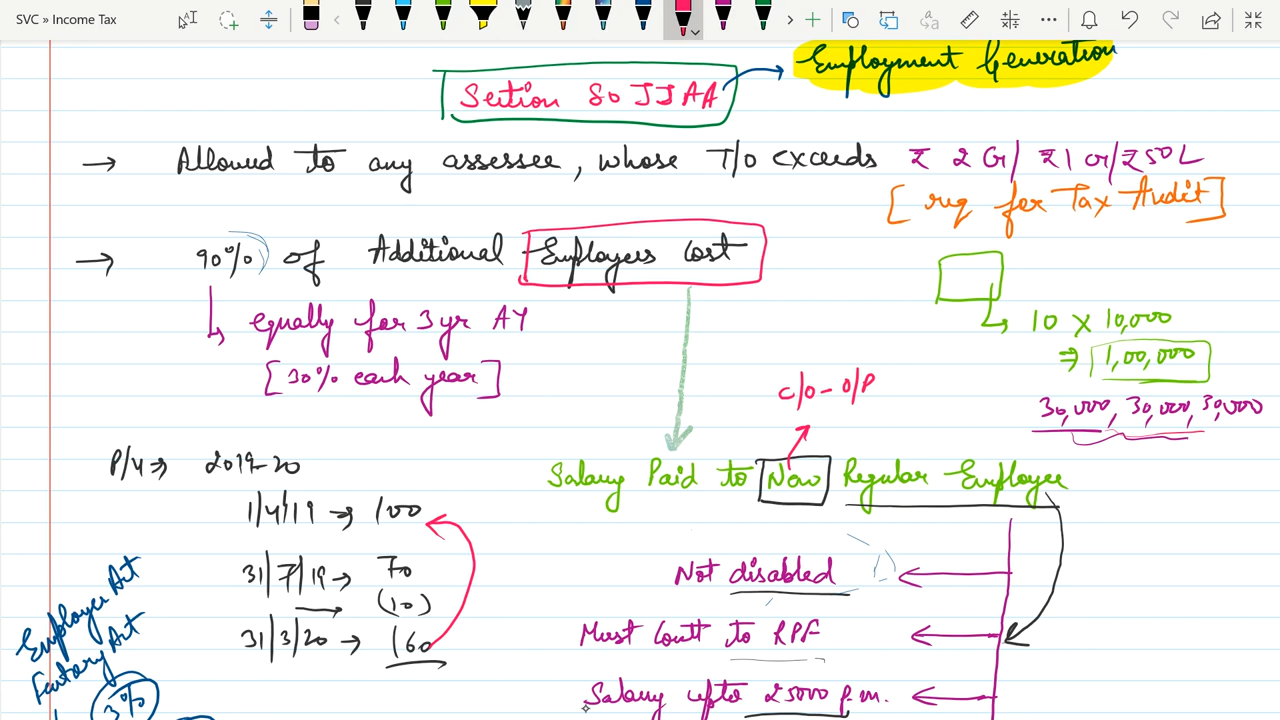 SVC » Income Tax
Employment Generation
Section 80 JJAA
→ Allowed to any assessee, whose T/O exceeds ₹ 2 Cr/ ₹1 cr/₹50L
[req for Tax Audit]
→ 90% of Additional Employees Cost
equally for 3 yr AY
[30% each year]
10 x 10,000
⇒ 1,00,000
30,000, 30,000, 30,000
C/O - O/P
P/Y ⇒ 2019-20
Salary Paid to New Regular Employee
1/4/19 → 100
31/7/19 → 70
(10)
31/3/20 → 160
Not disabled
Must Contt to RPF
Salary upto 25000 p.m.
Employer Act
Factory Act
3%